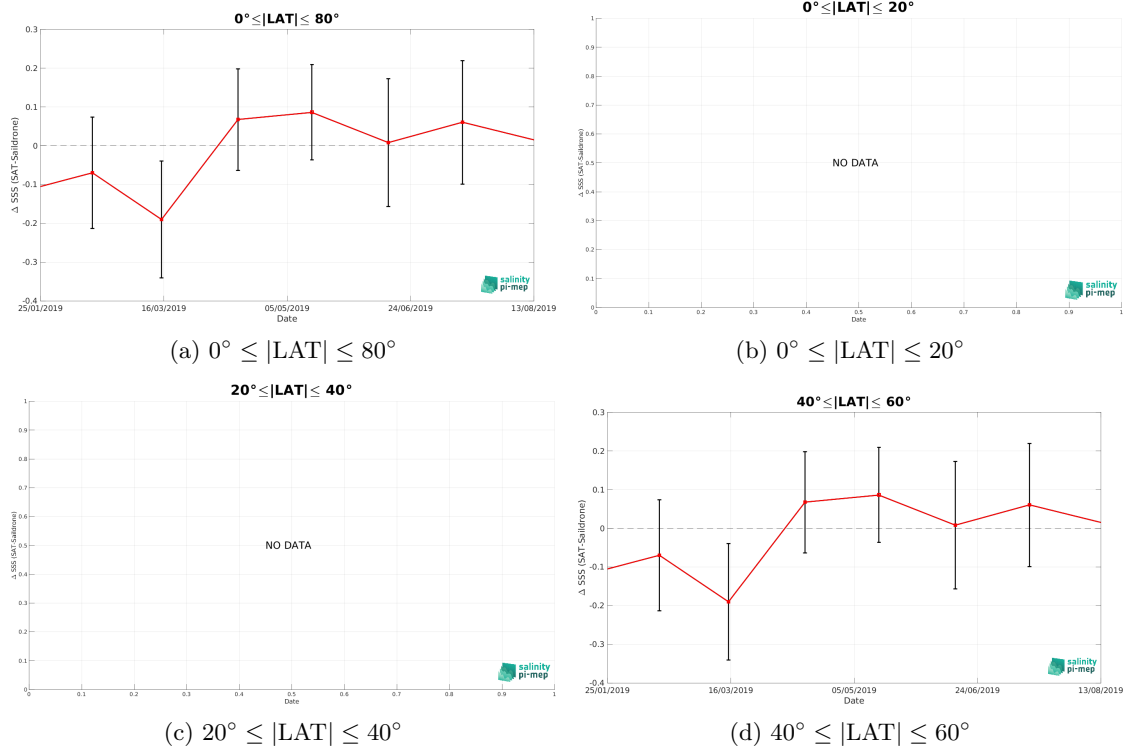 0°≤|LAT|≤ 80°
0.3
0.2
0.1
0
-0.1
-0.2
-0.3
-0.4
Δ SSS (SAT-Saildrone)
25/01/2019 16/03/2019 05/05/2019 24/06/2019 13/08/2019
Date
salinity
pi-mep
(a) 0° ≤ |LAT| ≤ 80°
0°≤|LAT|≤ 20°
1
0.9
0.8
0.7
0.6
0.5
0.4
0.3
0.2
0.1
0
Δ SSS (SAT-Saildrone)
NO DATA
0 0.1 0.2 0.3 0.4 0.5 0.6 0.7 0.8 0.9 1
Date
salinity
pi-mep
(b) 0° ≤ |LAT| ≤ 20°
20°≤|LAT|≤ 40°
1
0.9
0.8
0.7
0.6
0.5
0.4
0.3
0.2
0.1
0
Δ SSS (SAT-Saildrone)
NO DATA
0 0.1 0.2 0.3 0.4 0.5 0.6 0.7 0.8 0.9 1
Date
salinity
pi-mep
(c) 20° ≤ |LAT| ≤ 40°
40°≤|LAT|≤ 60°
0.3
0.2
0.1
0
-0.1
-0.2
-0.3
-0.4
Δ SSS (SAT-Saildrone)
25/01/2019 16/03/2019 05/05/2019 24/06/2019 13/08/2019
Date
salinity
pi-mep
(d) 40° ≤ |LAT| ≤ 60°